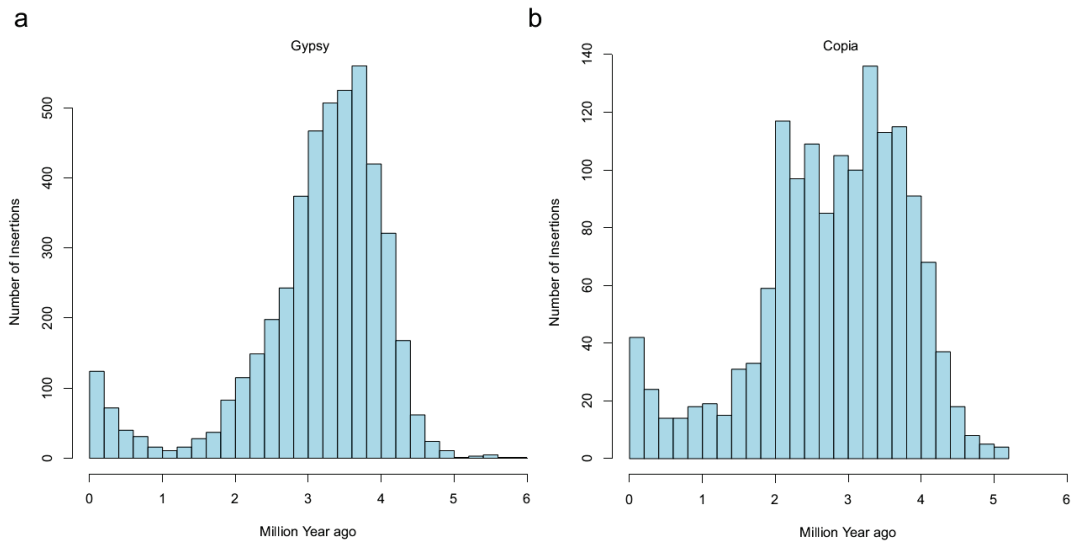 a
Gypsy
Number of Insertions
500
400
300
200
100
0
0 1 2 3 4 5 6
Million Year ago
b
Copia
Number of Insertions
140
120
100
80
60
40
20
0
0 1 2 3 4 5 6
Million Year ago